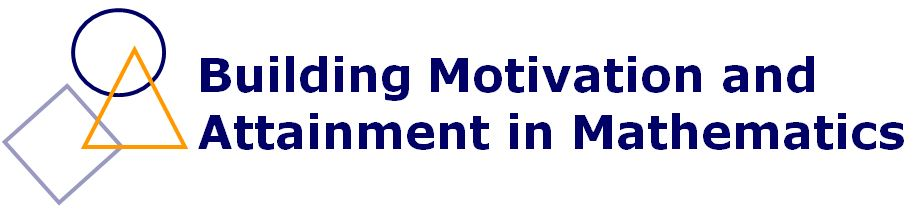 Building Motivation and
Attainment in Mathematics